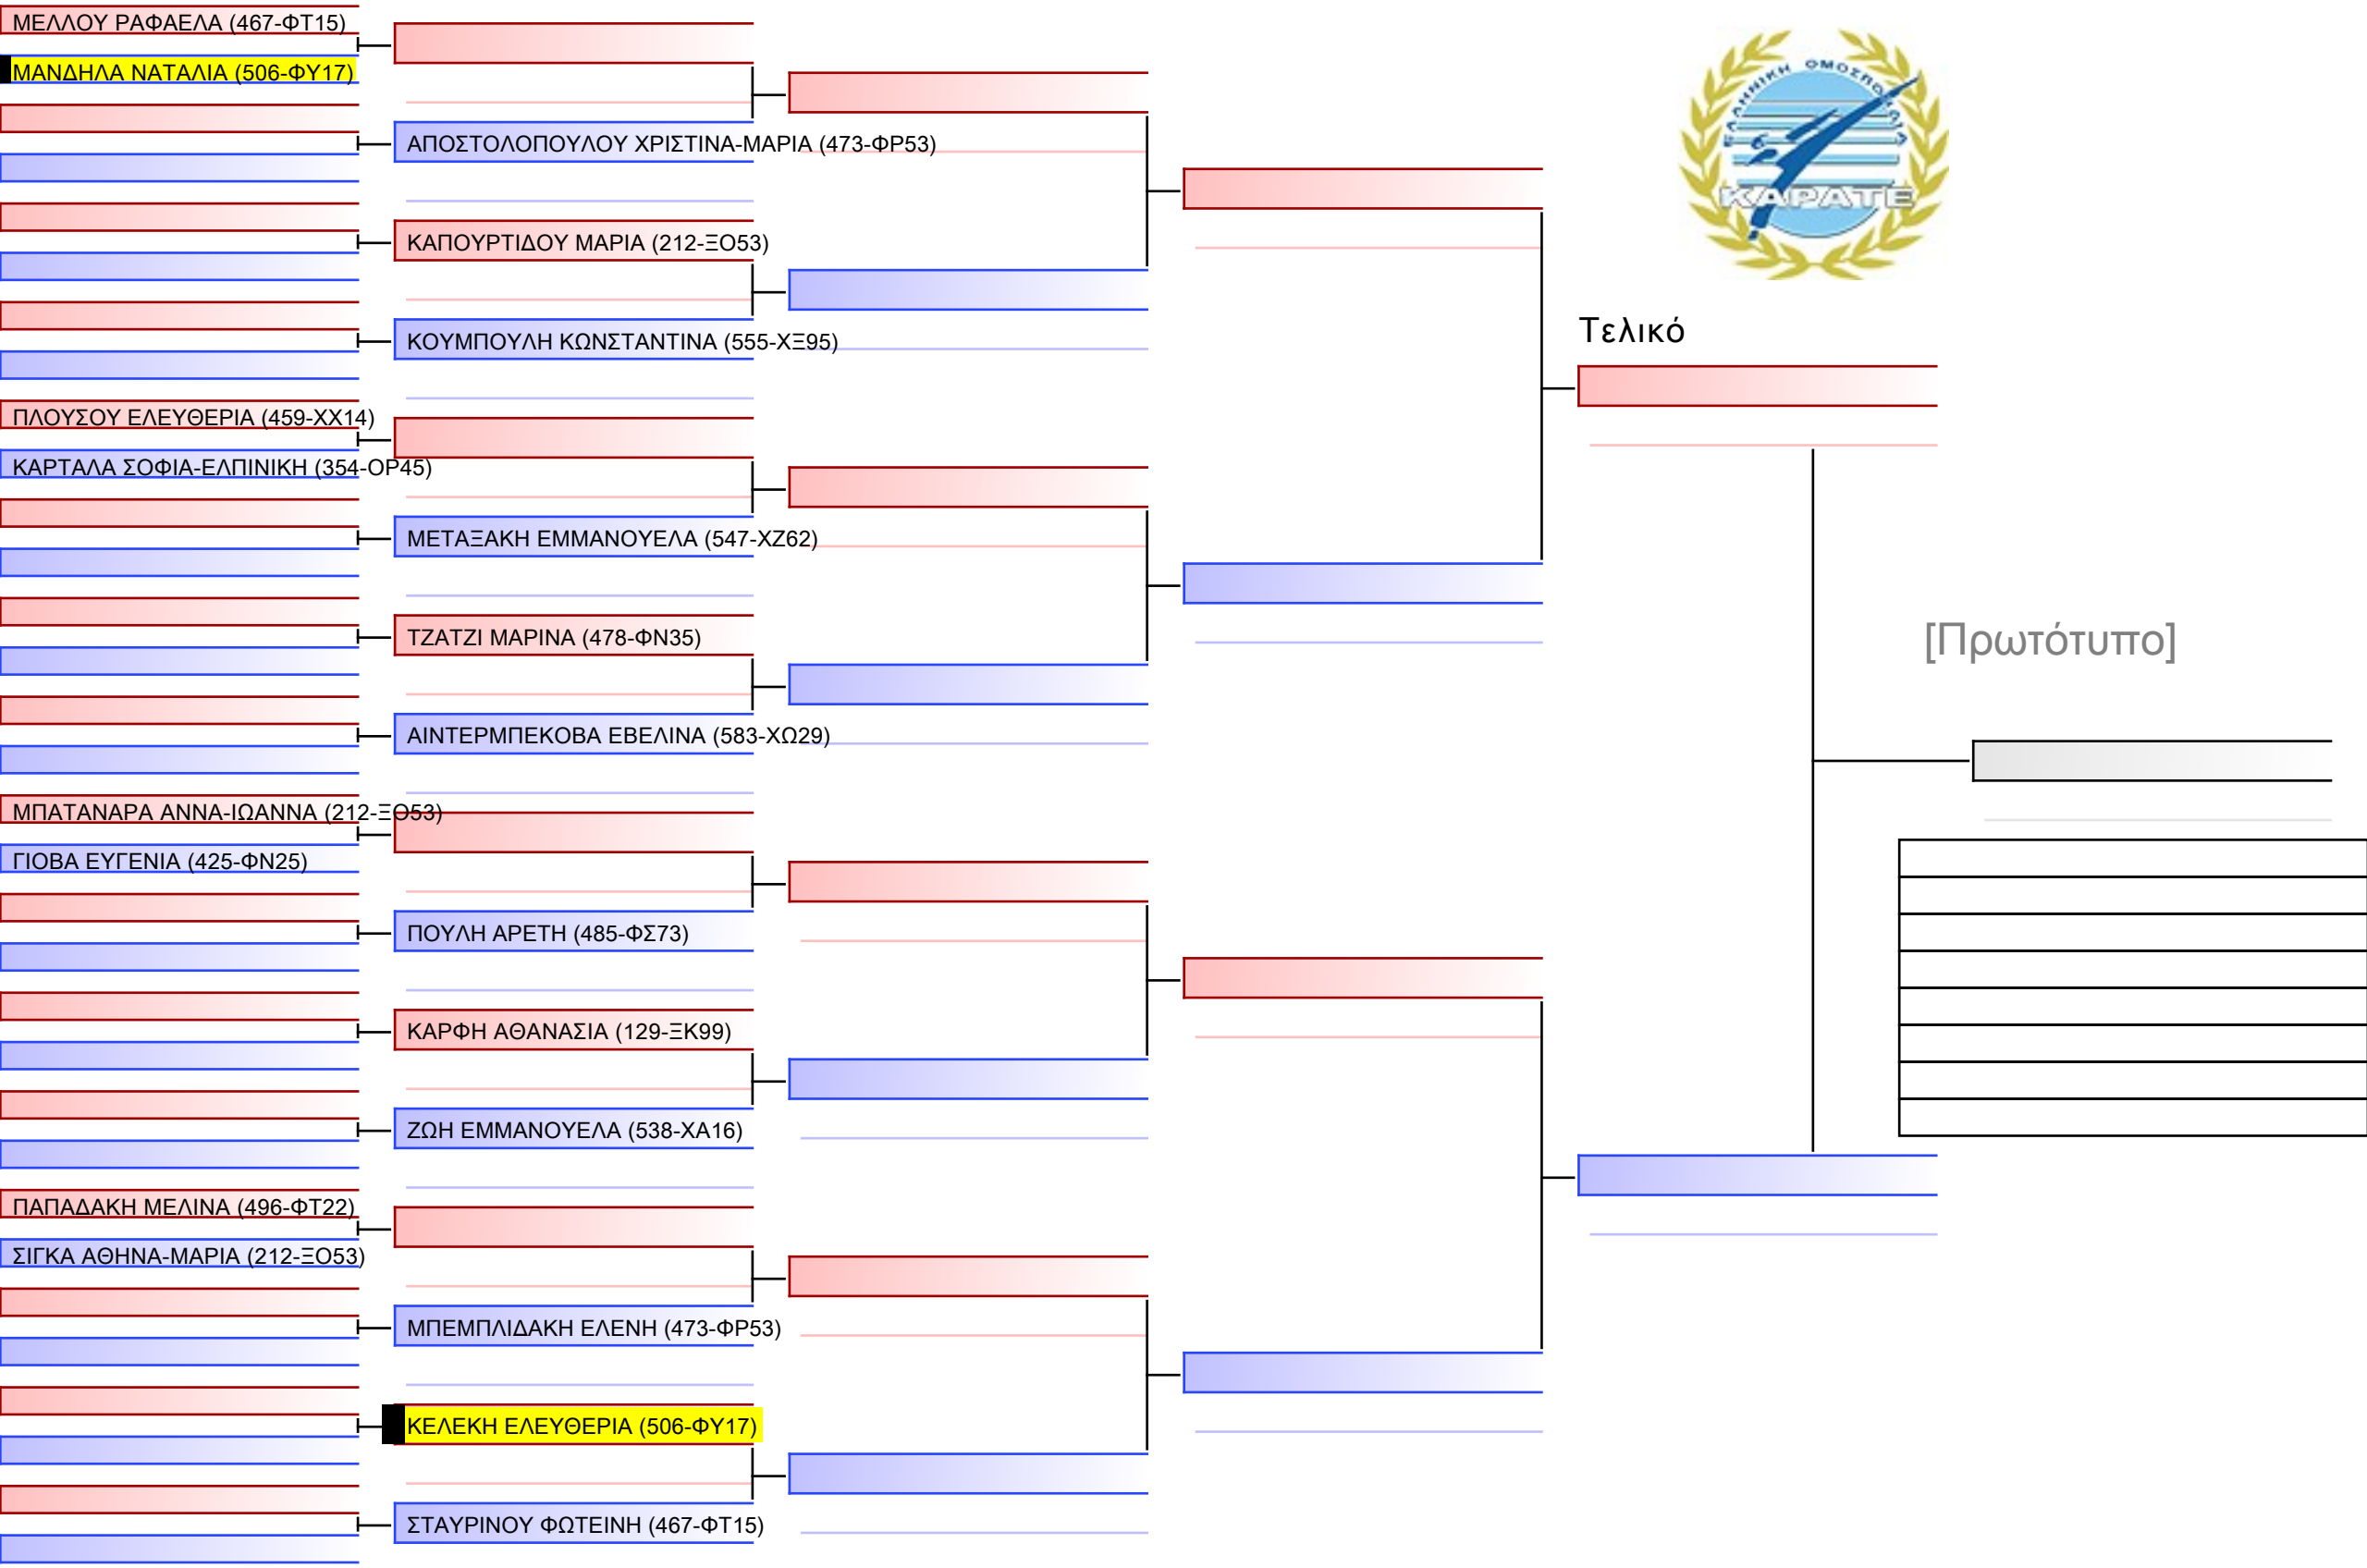 ΜΕΛΛΟΥ ΡΑΦΑΕΛΑ (467-ΦΤ15)
ΜΑΝΔΗΛΑ ΝΑΤΑΛΙΑ (506-ΦΥ17)
ΑΠΟΣΤΟΛΟΠΟΥΛΟΥ ΧΡΙΣΤΙΝΑ-ΜΑΡΙΑ (473-ΦΡ53)
ΚΑΠΟΥΡΤΙΔΟΥ ΜΑΡΙΑ (212-ΞΟ53)
ΚΟΥΜΠΟΥΛΗ ΚΩΝΣΤΑΝΤΙΝΑ (555-ΧΞ95)
ΠΛΟΥΣΟΥ ΕΛΕΥΘΕΡΙΑ (459-ΧΧ14)
ΚΑΡΤΑΛΑ ΣΟΦΙΑ-ΕΛΠΙΝΙΚΗ (354-ΟΡ45)
ΜΕΤΑΞΑΚΗ ΕΜΜΑΝΟΥΕΛΑ (547-ΧΖ62)
ΤΖΑΤΖΙ ΜΑΡΙΝΑ (478-ΦΝ35)
ΑΙΝΤΕΡΜΠΕΚΟΒΑ ΕΒΕΛΙΝΑ (583-ΧΩ29)
ΜΠΑΤΑΝΑΡΑ ΑΝΝΑ-ΙΩΑΝΝΑ (212-ΞΟ53)
ΓΙΟΒΑ ΕΥΓΕΝΙΑ (425-ΦΝ25)
ΠΟΥΛΗ ΑΡΕΤΗ (485-ΦΣ73)
ΚΑΡΦΗ ΑΘΑΝΑΣΙΑ (129-ΞΚ99)
ΖΩΗ ΕΜΜΑΝΟΥΕΛΑ (538-ΧΑ16)
ΠΑΠΑΔΑΚΗ ΜΕΛΙΝΑ (496-ΦΤ22)
ΣΙΓΚΑ ΑΘΗΝΑ-ΜΑΡΙΑ (212-ΞΟ53)
ΜΠΕΜΠΛΙΔΑΚΗ ΕΛΕΝΗ (473-ΦΡ53)
ΚΕΛΕΚΗ ΕΛΕΥΘΕΡΙΑ (506-ΦΥ17)
ΣΤΑΥΡΙΝΟΥ ΦΩΤΕΙΝΗ (467-ΦΤ15)
ΕΛΛΗΝΙΚΗ ΟΜΟΣΠΟΝΔΙΑ
ΚΑΡΑΤΕ
Τελικό
[Πρωτότυπο]